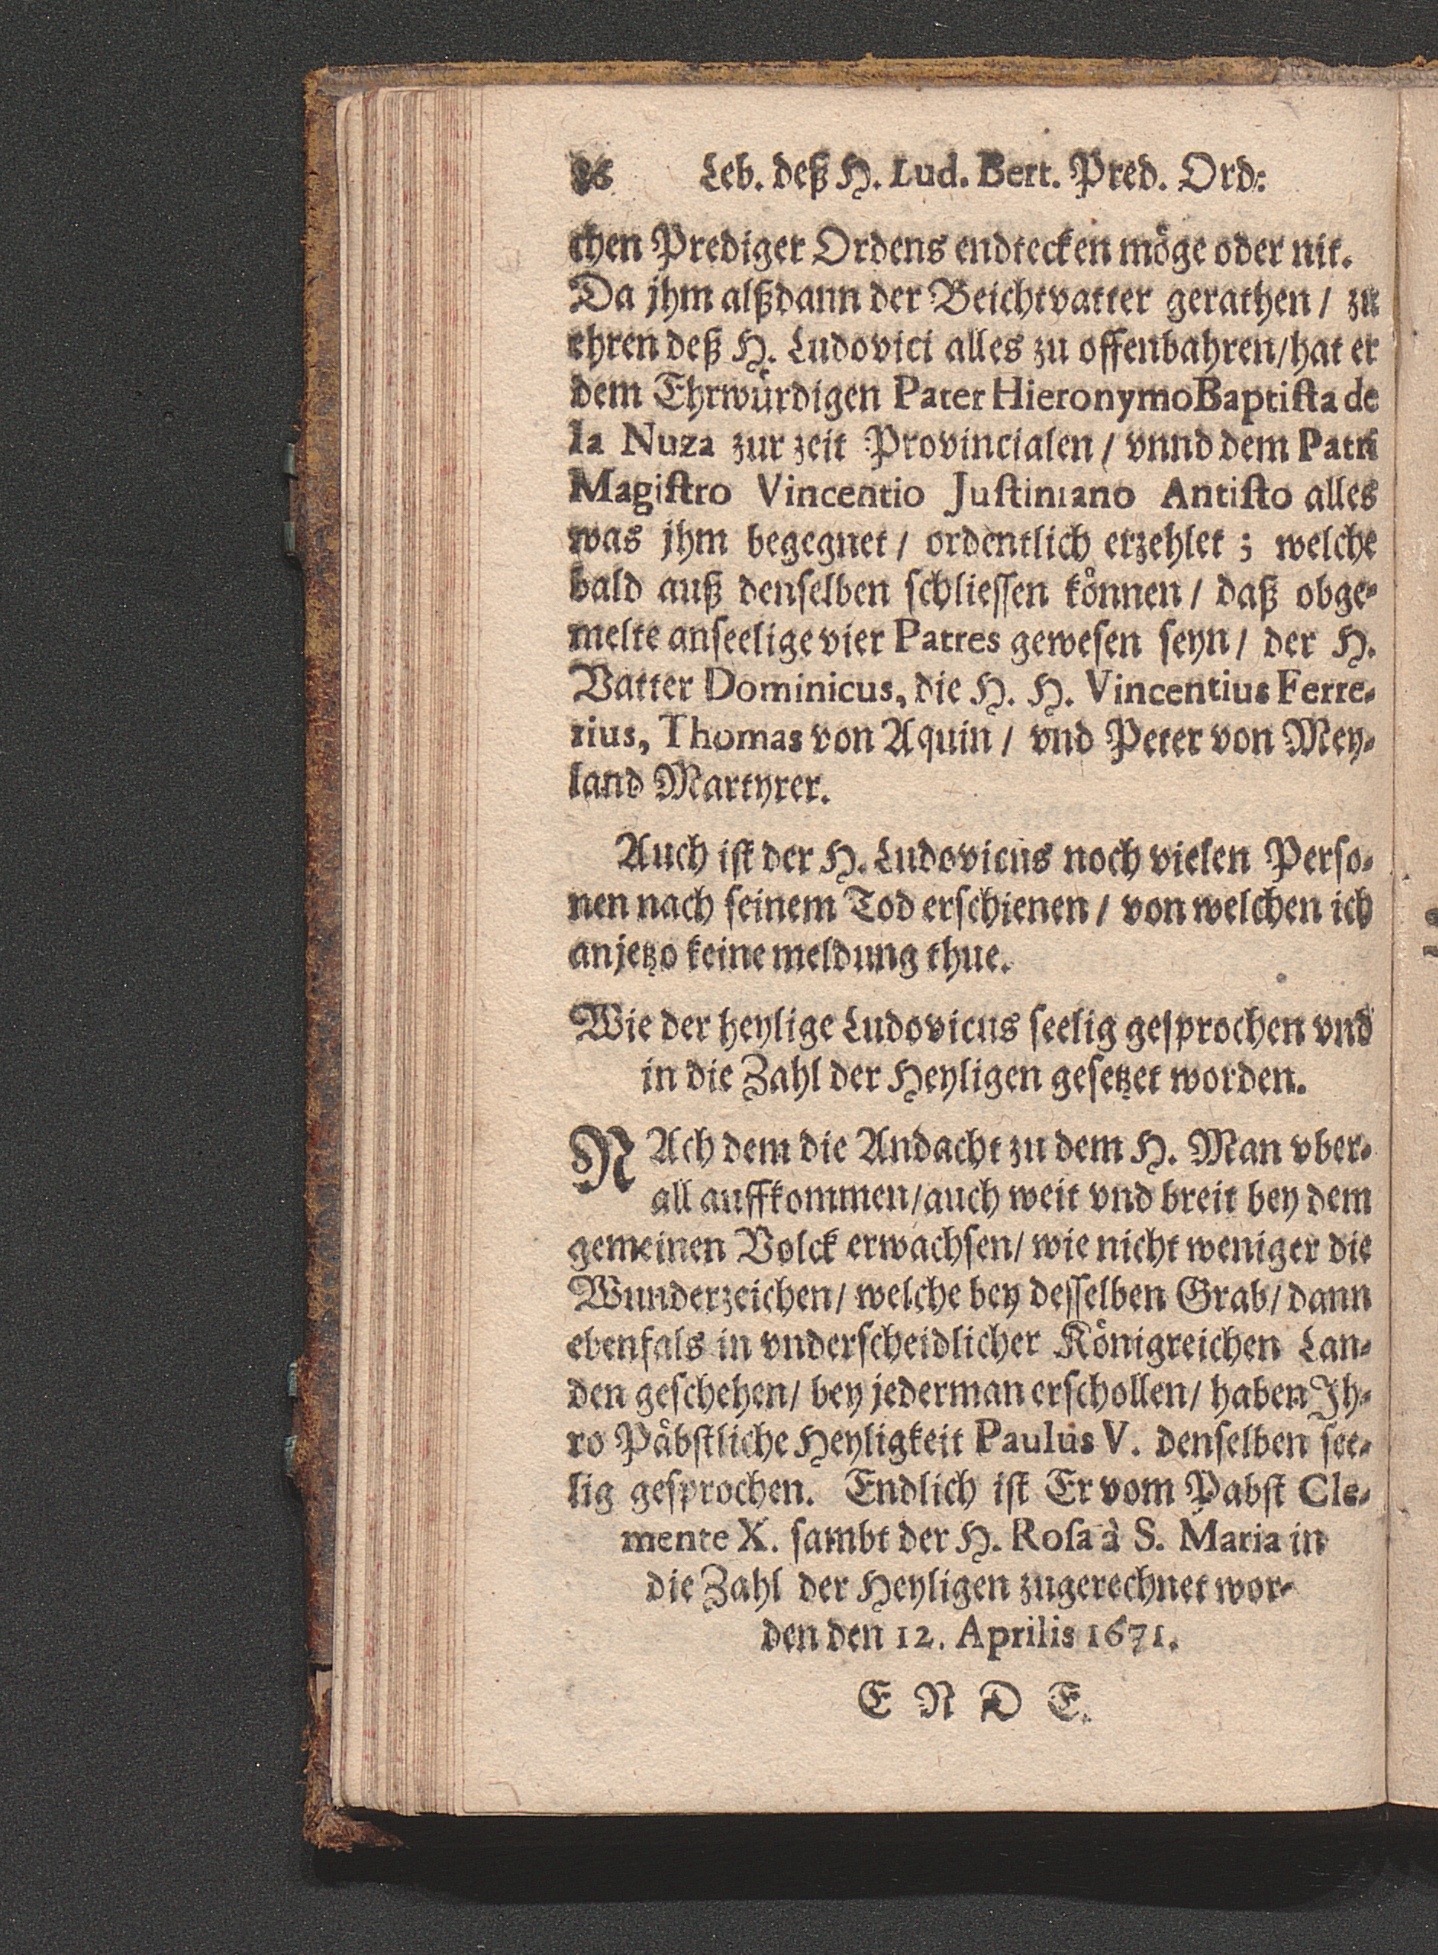 86 Leb. deß H. Lud. Bert. Pred. Ord:
chen Prediger Ordens endtecken möge oder nit.
Da jhm alßdann der Beichtvatter gerathen / zu
ehren deß H. Ludovici alles zu offenbahren/hat er
dem Ehrwürdigen Pater Hieronymo Baptista de
la Nuza zur zeit Provincialen / vnnd dem Patri
Magistro Vincentio Justiniano Antisto alles
was jhm begegnet / ordentlich erzehlet ; welche
bald auß denselben schliessen können / daß obge-
melte anseelige vier Patres gewesen seyn / der H.
Vatter Dominicus, die H. H. Vincentius Ferre-
rius, Thomas von Aquin / vnd Peter von Mey-
land Martyrer.
Auch ist der H. Ludovicus noch vielen Perso-
nen nach seinem Tod erschienen / von welchen ich
anjetzo keine meldung thue.
Wie der heylige Ludovicus seelig gesprochen vnd
in die Zahl der Heyligen gesetzet worden.
NAch dem die Andacht zu dem H. Man vber-
all auffkommen/auch weit vnd breit bey dem
gemeinen Volck erwachsen/ wie nicht weniger die
Wunderzeichen/ welche bey desselben Grab/ dann
ebenfals in vnderscheidlicher Königreichen Lan-
den geschehen/ bey jederman erschollen/ haben Jh-
ro Päbstliche Heyligkeit Paulus V. denselben see-
lig gesprochen. Endlich ist Er vom Pabst Cle-
mente X. sambt der H. Rosa à S. Maria in
die Zahl der Heyligen zugerechnet wor-
den den 12. Aprilis 1671.
E N D E.